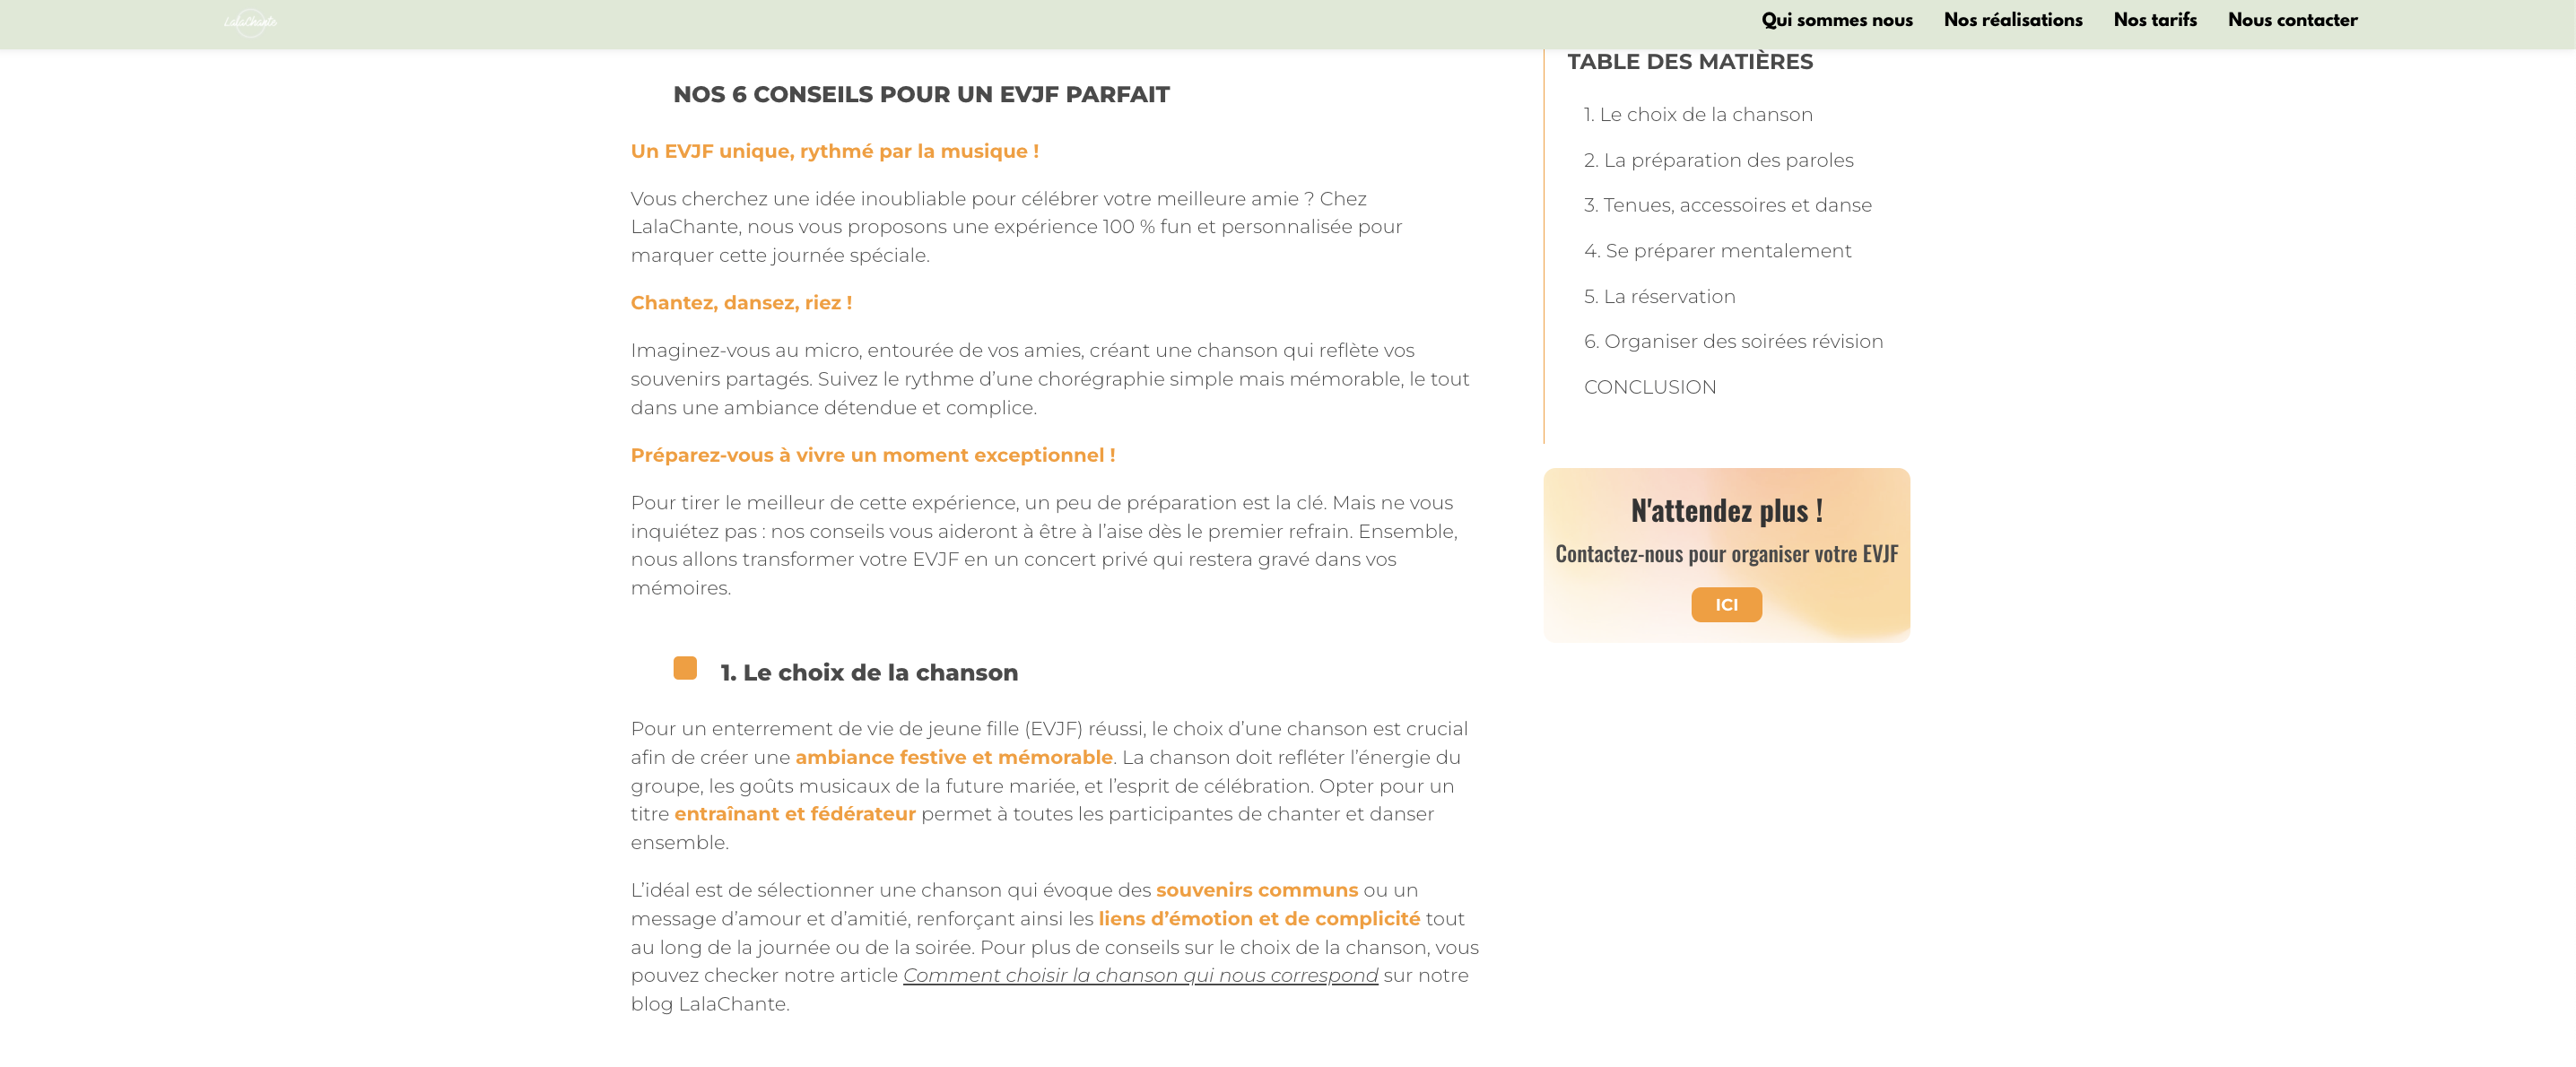 LalaChante
Qui sommes nous
Nos réalisations
Nos tarifs
Nous contacter
NOS 6 CONSEILS POUR UN EVJF PARFAIT
Un EVJF unique, rythmé par la musique !
Vous cherchez une idée inoubliable pour célébrer votre meilleure amie ? Chez
LalaChante, nous vous proposons une expérience 100 % fun et personnalisée pour
marquer cette journée spéciale.
Chantez, dansez, riez !
Imaginez-vous au micro, entourée de vos amies, créant une chanson qui reflète vos
souvenirs partagés. Suivez le rythme d’une chorégraphie simple mais mémorable, le tout
dans une ambiance détendue et complice.
Préparez-vous à vivre un moment exceptionnel !
Pour tirer le meilleur de cette expérience, un peu de préparation est la clé. Mais ne vous
inquiétez pas : nos conseils vous aideront à être à l’aise dès le premier refrain. Ensemble,
nous allons transformer votre EVJF en un concert privé qui restera gravé dans vos
mémoires.
1. Le choix de la chanson
Pour un enterrement de vie de jeune fille (EVJF) réussi, le choix d’une chanson est crucial
afin de créer une ambiance festive et mémorable. La chanson doit refléter l’énergie du
groupe, les goûts musicaux de la future mariée, et l’esprit de célébration. Opter pour un
titre entraînant et fédérateur permet à toutes les participantes de chanter et danser
ensemble.
L’idéal est de sélectionner une chanson qui évoque des souvenirs communs ou un
message d’amour et d’amitié, renforçant ainsi les liens d’émotion et de complicité tout
au long de la journée ou de la soirée. Pour plus de conseils sur le choix de la chanson, vous
pouvez checker notre article Comment choisir la chanson qui nous correspond sur notre
blog LalaChante.
TABLE DES MATIÈRES
1. Le choix de la chanson
2. La préparation des paroles
3. Tenues, accessoires et danse
4. Se préparer mentalement
5. La réservation
6. Organiser des soirées révision
CONCLUSION
N'attendez plus !
Contactez-nous pour organiser votre EVJF
ICI